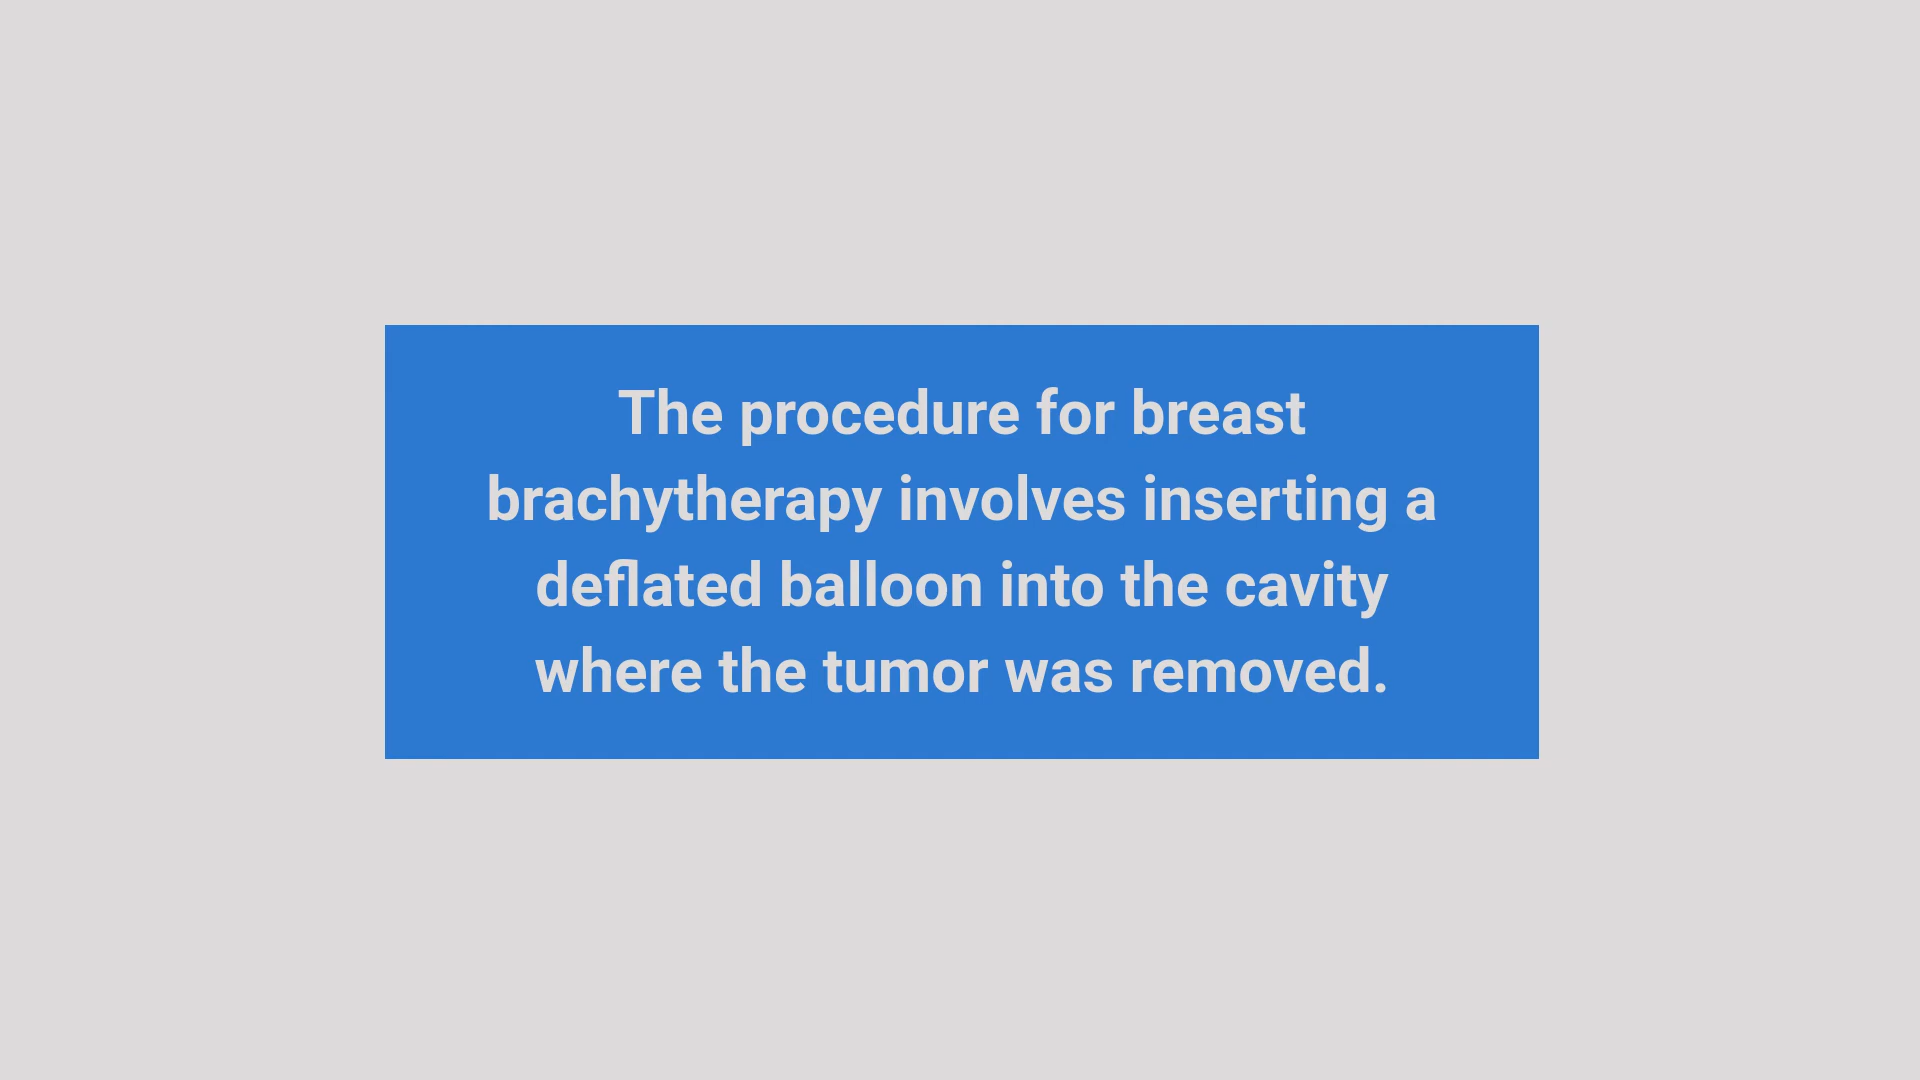 The procedure for breast
brachytherapy involves inserting a
deflated balloon into the cavity
where the tumor was removed.